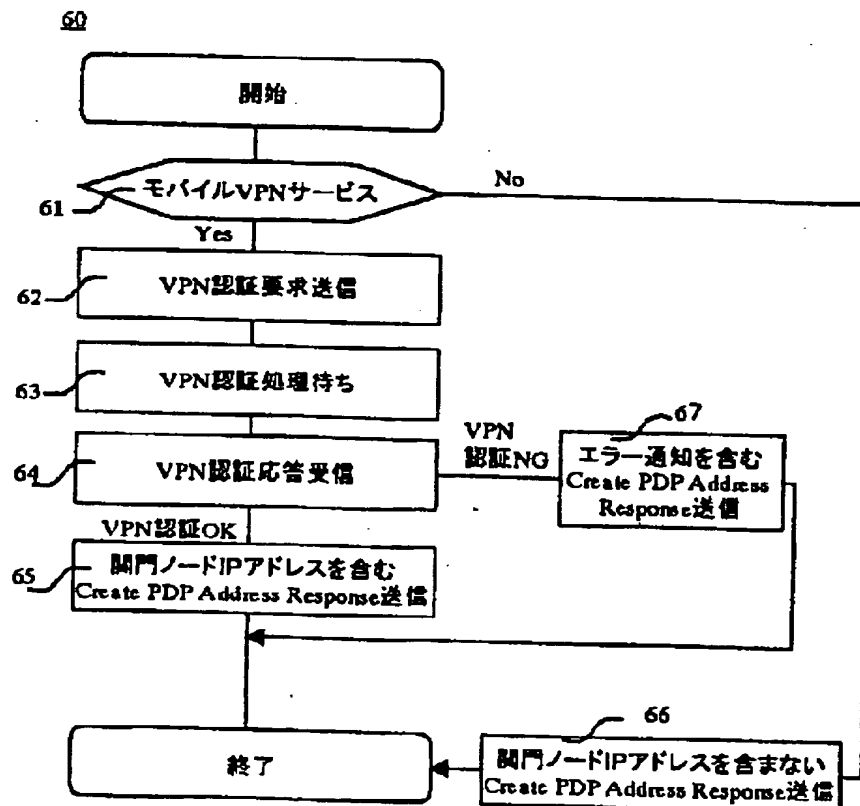 60
開始
モバイルVPNサービス
61
No
Yes
VPN認証要求送信
62
VPN認証処理待ち
63
VPN認証応答受信
64
VPN
認証NG
67
エラー通知を含む
Create PDP Address
Response送信
VPN認証OK
関門ノードIPアドレスを含む
Create PDP Address Response送信
65
66
関門ノードIPアドレスを含まない
Create PDP Address Response送信
終了